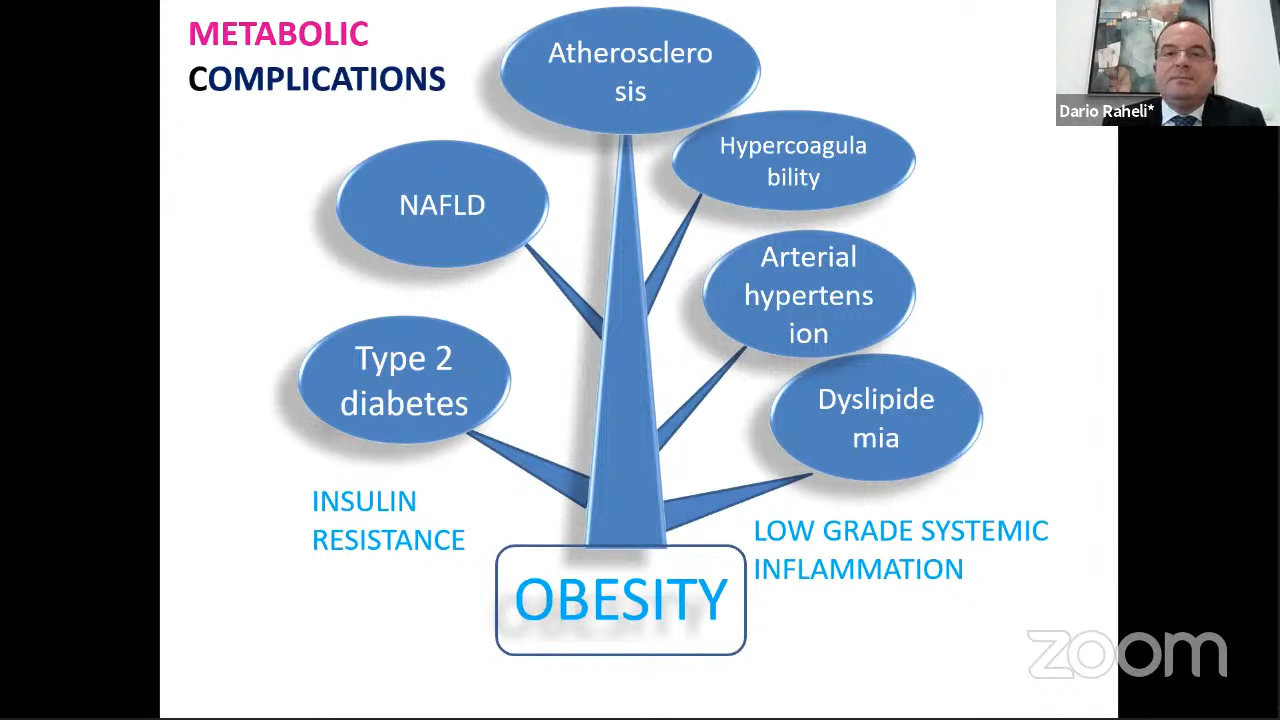 METABOLIC
COMPLICATIONS
Atherosclero
sis
Dario Raheli*
Hypercoagula
bility
NAFLD
Arterial
hypertens
ion
Type 2
diabetes
Dyslipide
mia
INSULIN
RESISTANCE
LOW GRADE SYSTEMIC
INFLAMMATION
OBESITY
zoom